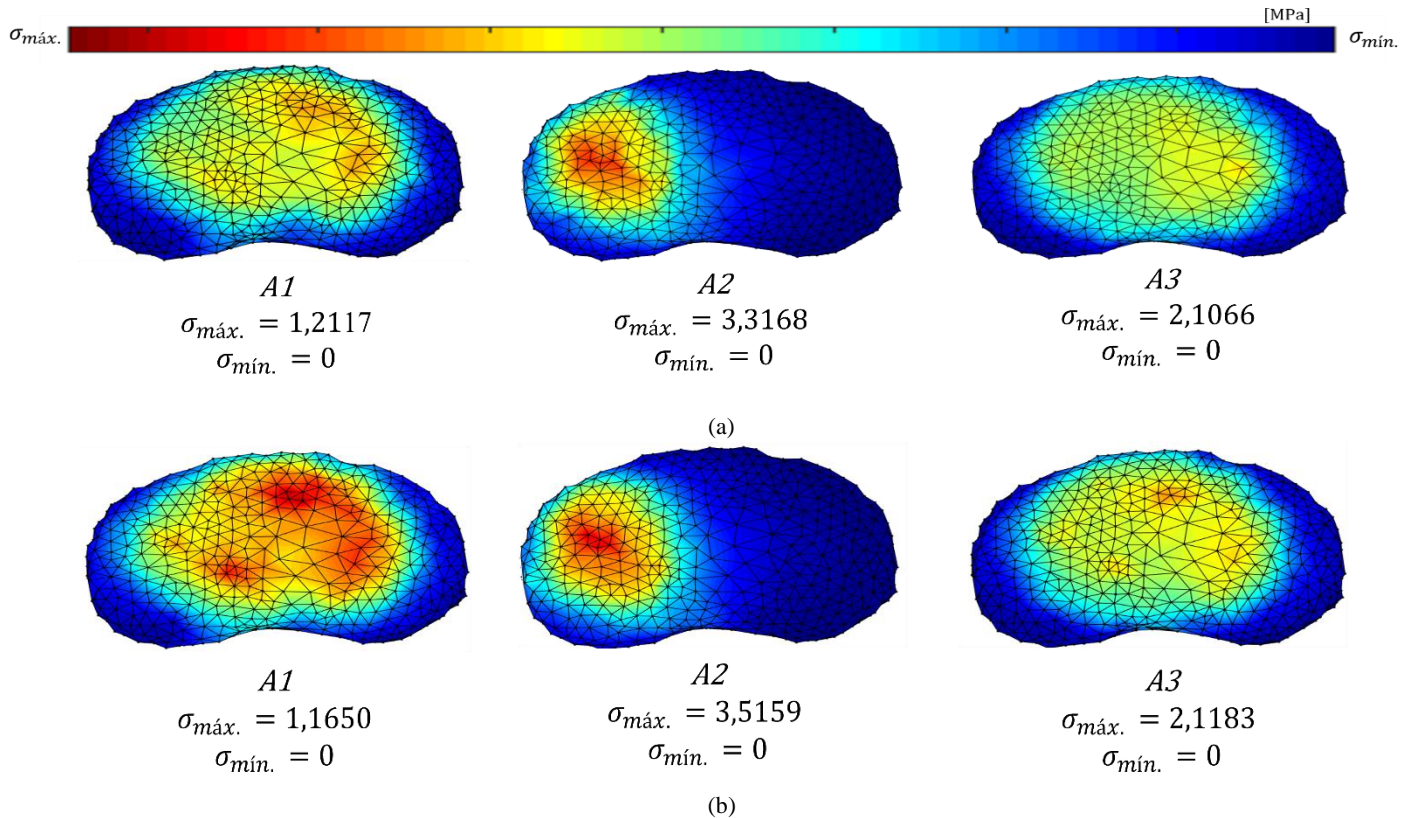 [MPa]
σmáx. σmín.
A1 A2 A3
σmáx. = 1,2117 σmáx. = 3,3168 σmáx. = 2,1066
σmín. = 0 σmín. = 0 σmín. = 0
(a)
A1 A2 A3
σmáx. = 1,1650 σmáx. = 3,5159 σmáx. = 2,1183
σmín. = 0 σmín. = 0 σmín. = 0
(b)